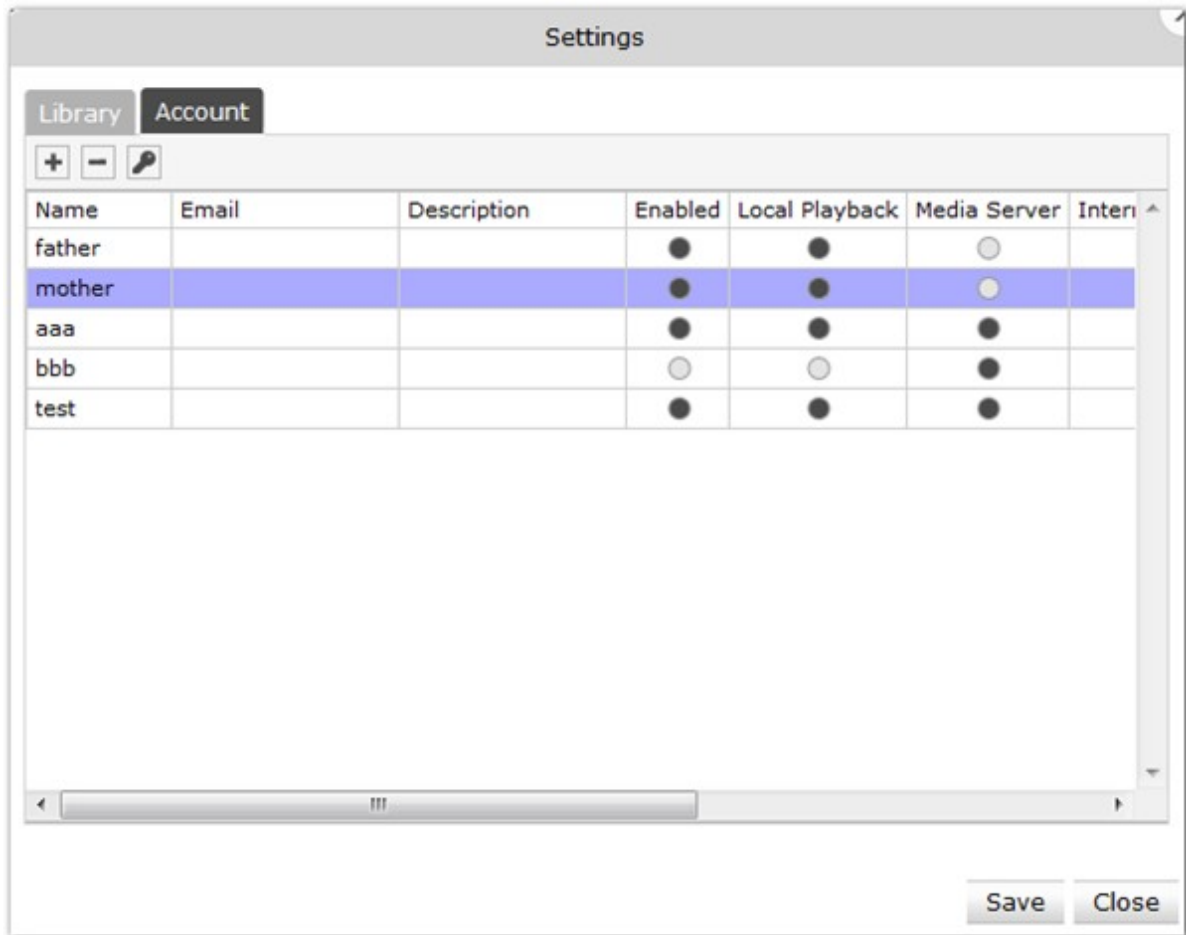 Settings
Library Account
Name Email Description Enabled Local Playback Media Server
father
mother
aaa
bbb
test
Save Close